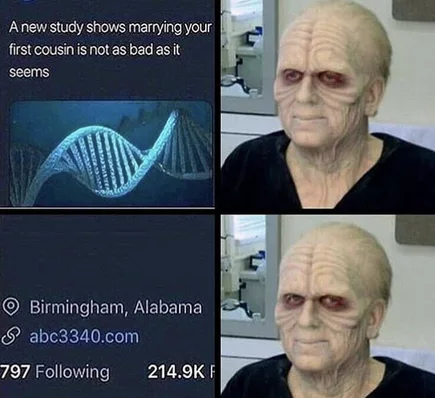 A new study shows marrying your
first cousin is not as bad as it
seems
Birmingham, Alabama
abc3340.com
797 Following 214.9K